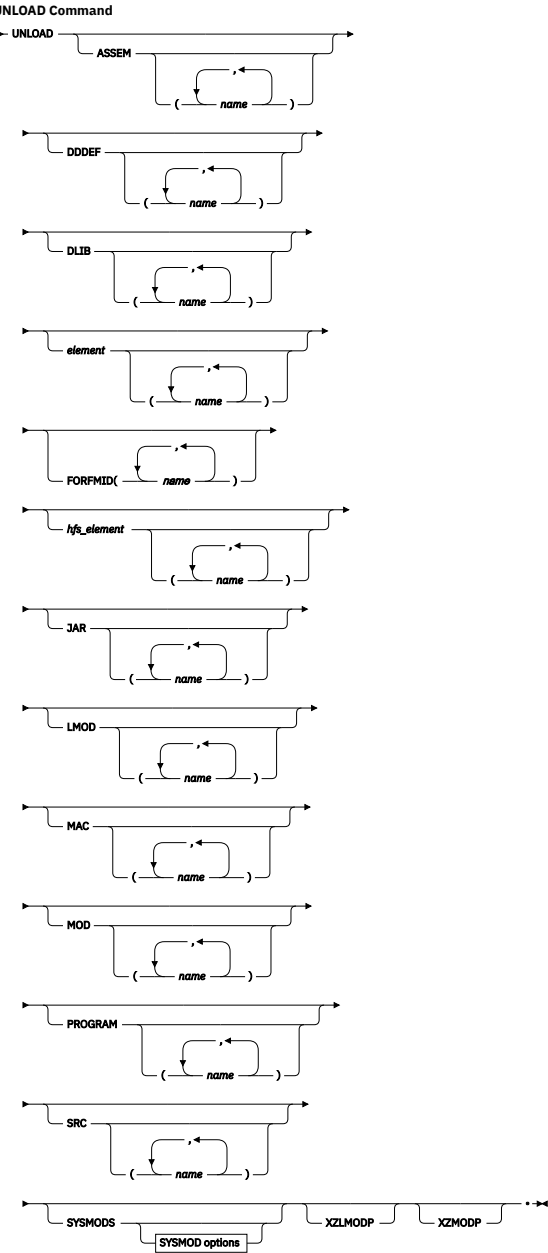 UNLOAD Command
UNLOAD
ASSEM
,
( name )
DDDEF
,
( name )
DLIB
,
( name )
element
,
( name )
,
FORFMID( name )
hfs_element
,
( name )
JAR
,
( name )
LMOD
,
( name )
MAC
,
( name )
MOD
,
( name )
PROGRAM
,
( name )
SRC
,
( name )
SYSMODS XZLMODP XZMODP
SYSMOD options